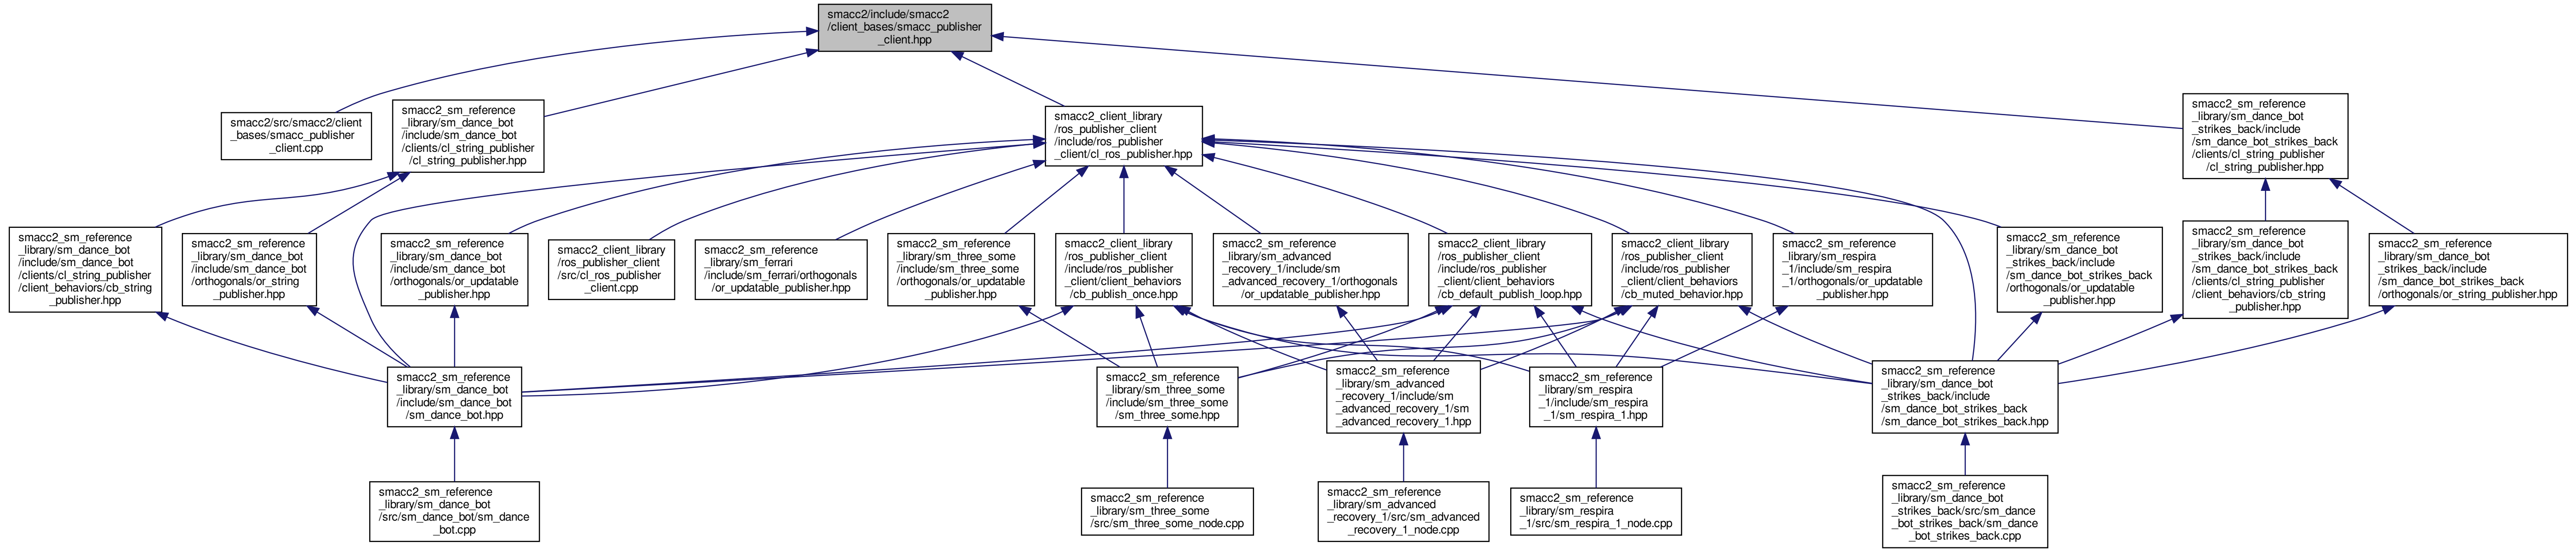 smacc2/include/smacc2
/client_bases/smacc_publisher
_client.hpp
smacc2/src/smacc2/client
_bases/smacc_publisher
_client.cpp
smacc2_sm_reference
_library/sm_dance_bot
/include/sm_dance_bot
/clients/cl_string_publisher
/cl_string_publisher.hpp
smacc2_client_library
/ros_publisher_client
/include/ros_publisher
_client/cl_ros_publisher.hpp
smacc2_sm_reference
_library/sm_dance_bot
_strikes_back/include
/sm_dance_bot_strikes_back
/clients/cl_string_publisher
/cl_string_publisher.hpp
smacc2_sm_reference
_library/sm_dance_bot
/include/sm_dance_bot
/clients/cl_string_publisher
/client_behaviors/cb_string
_publisher.hpp
smacc2_sm_reference
_library/sm_dance_bot
/include/sm_dance_bot
/orthogonals/or_string
_publisher.hpp
smacc2_sm_reference
_library/sm_dance_bot
/include/sm_dance_bot
/orthogonals/or_updatable
_publisher.hpp
smacc2_client_library
/ros_publisher_client
/src/cl_ros_publisher
_client.cpp
smacc2_sm_reference
_library/sm_ferrari
/include/sm_ferrari/orthogonals
/or_updatable_publisher.hpp
smacc2_sm_reference
_library/sm_three_some
/include/sm_three_some
/orthogonals/or_updatable
_publisher.hpp
smacc2_client_library
/ros_publisher_client
/include/ros_publisher
_client/client_behaviors
/cb_publish_once.hpp
smacc2_sm_reference
_library/sm_advanced
_recovery_1/include/sm
_advanced_recovery_1/orthogonals
/or_updatable_publisher.hpp
smacc2_client_library
/ros_publisher_client
/include/ros_publisher
_client/client_behaviors
/cb_default_publish_loop.hpp
smacc2_client_library
/ros_publisher_client
/include/ros_publisher
_client/client_behaviors
/cb_muted_behavior.hpp
smacc2_sm_reference
_library/sm_respira
_1/include/sm_respira
_1/orthogonals/or_updatable
_publisher.hpp
smacc2_sm_reference
_library/sm_dance_bot
_strikes_back/include
/sm_dance_bot_strikes_back
/orthogonals/or_updatable
_publisher.hpp
smacc2_sm_reference
_library/sm_dance_bot
_strikes_back/include
/sm_dance_bot_strikes_back
/clients/cl_string_publisher
/client_behaviors/cb_string
_publisher.hpp
smacc2_sm_reference
_library/sm_dance_bot
_strikes_back/include
/sm_dance_bot_strikes_back
/orthogonals/or_string_publisher.hpp
smacc2_sm_reference
_library/sm_dance_bot
/include/sm_dance_bot
/sm_dance_bot.hpp
smacc2_sm_reference
_library/sm_three_some
/include/sm_three_some
/sm_three_some.hpp
smacc2_sm_reference
_library/sm_advanced
_recovery_1/include/sm
_advanced_recovery_1/sm
_advanced_recovery_1.hpp
smacc2_sm_reference
_library/sm_respira
_1/include/sm_respira
_1/sm_respira_1.hpp
smacc2_sm_reference
_library/sm_dance_bot
_strikes_back/include
/sm_dance_bot_strikes_back
/sm_dance_bot_strikes_back.hpp
smacc2_sm_reference
_library/sm_dance_bot
/src/sm_dance_bot/sm_dance
_bot.cpp
smacc2_sm_reference
_library/sm_three_some
/src/sm_three_some_node.cpp
smacc2_sm_reference
_library/sm_advanced
_recovery_1/src/sm_advanced
_recovery_1_node.cpp
smacc2_sm_reference
_library/sm_respira
_1/src/sm_respira_1_node.cpp
smacc2_sm_reference
_library/sm_dance_bot
_strikes_back/src/sm_dance
_bot_strikes_back/sm_dance
_bot_strikes_back.cpp